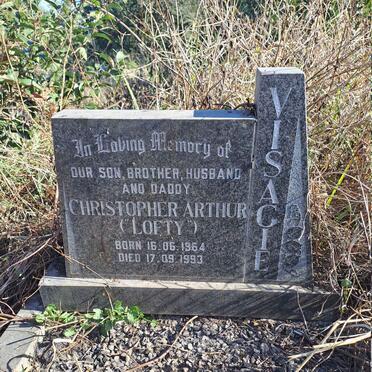 In Loving Memory of
OUR SON, BROTHER, HUSBAND
AND DADDY
CHRISTOPHER ARTHUR
(LOFTY)
BORN 16.06.1964
DIED 17.09.1993
VISAGIE